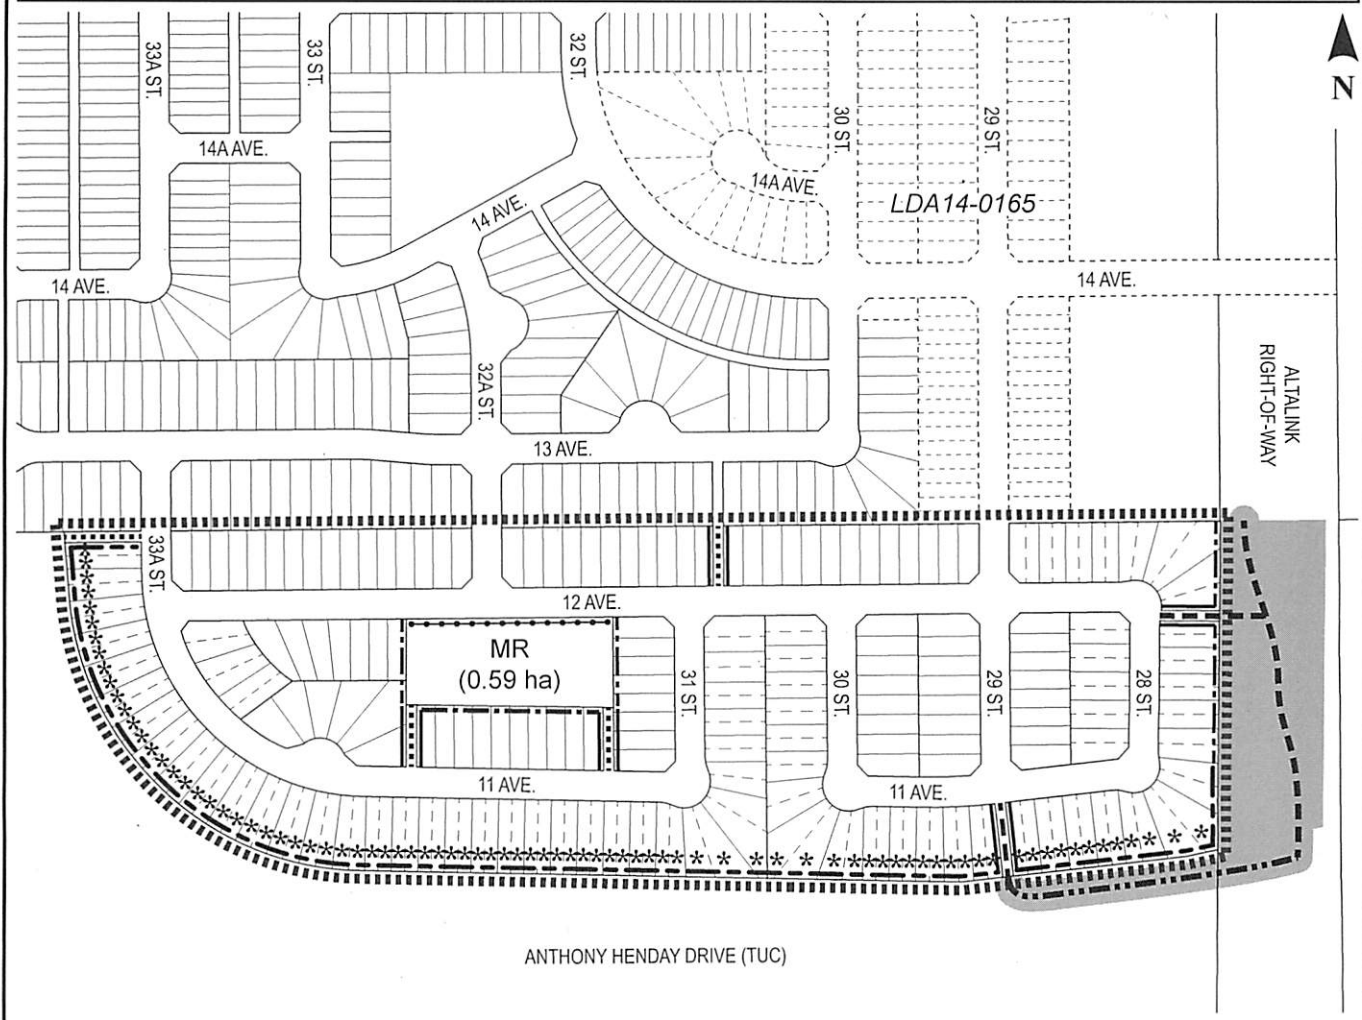 33A ST.
33 ST.
32 ST.
N
30 ST.
29 ST.
14A AVE.
14A AVE.
LDA14-0165
14 AVE.
14 AVE.
14 AVE.
ALTALINK
RIGHT-OF-WAY
32A ST.
13 AVE.
33A ST.
12 AVE.
MR
(0.59 ha)
31 ST.
30 ST.
29 ST.
28 ST.
11 AVE.
11 AVE.
ANTHONY HENDAY DRIVE (TUC)